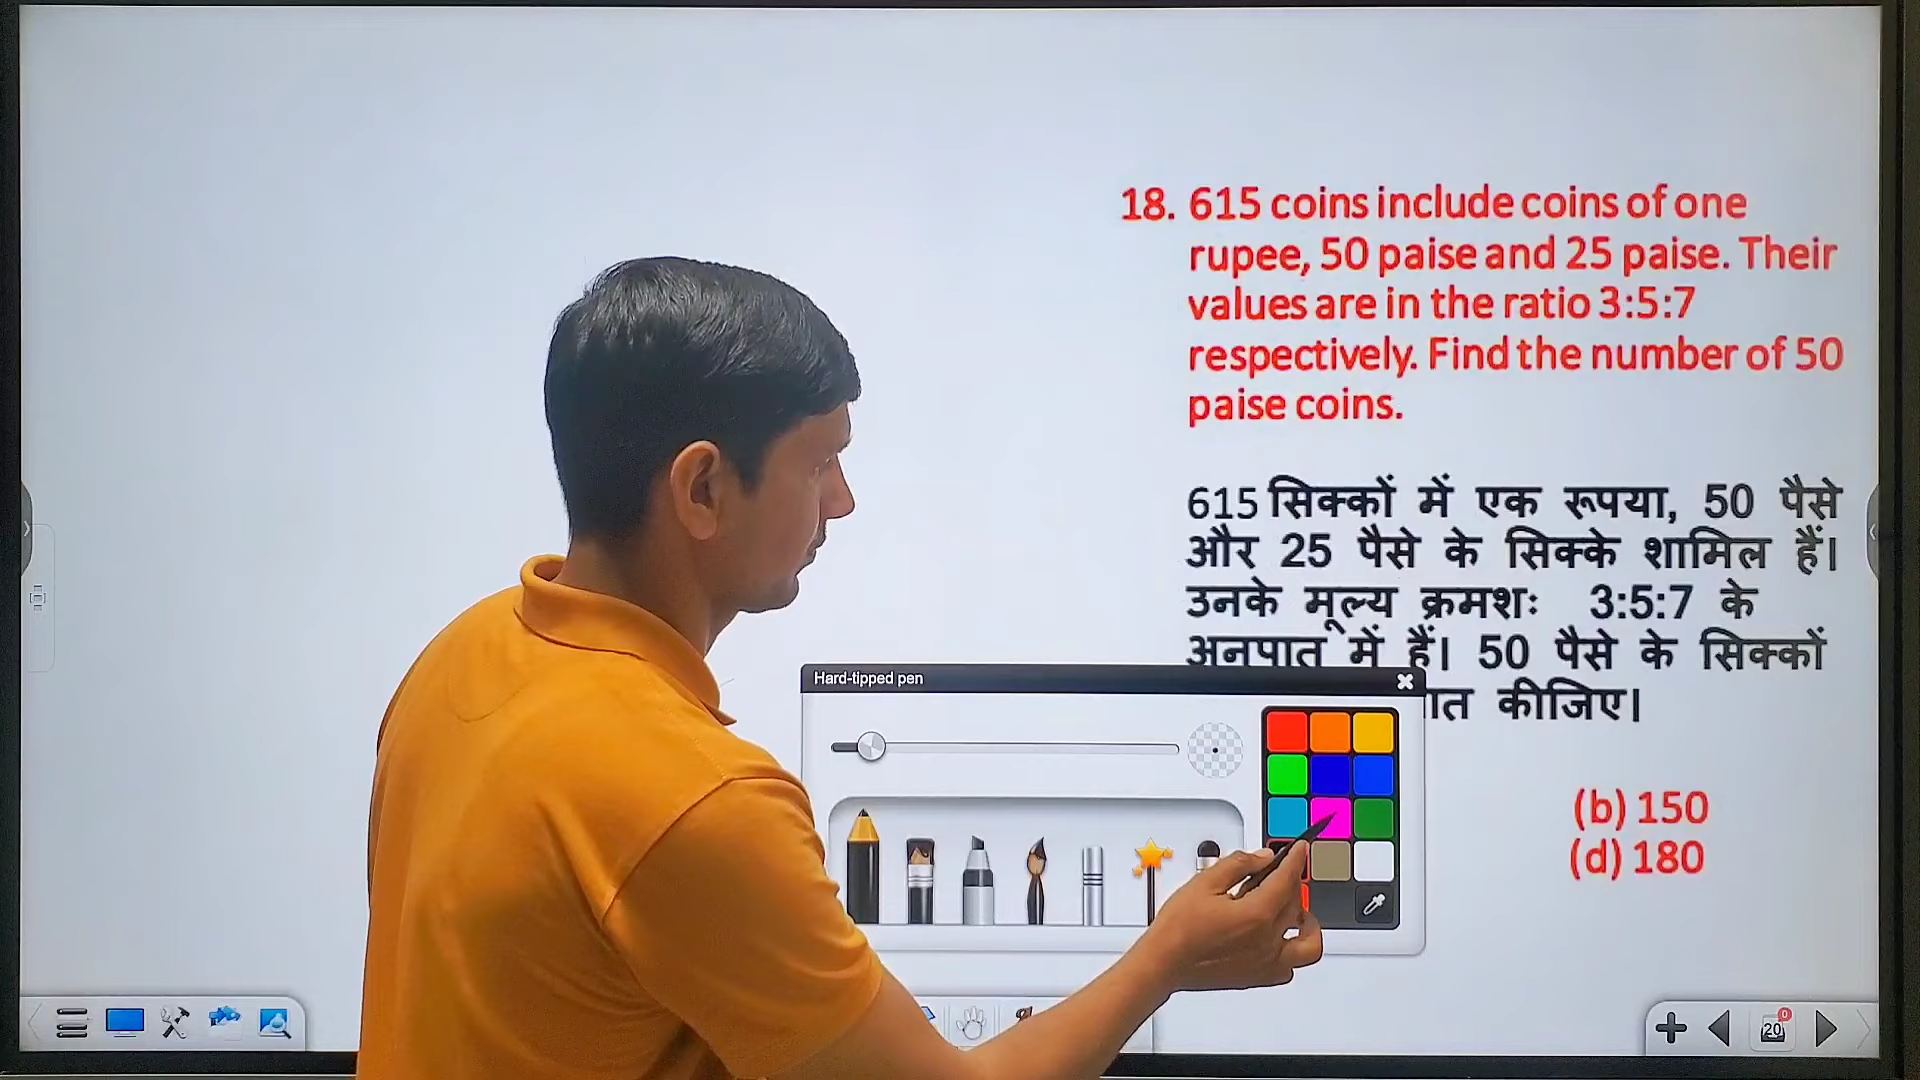 18. 615 coins include coins of one
rupee, 50 paise and 25 paise. Their
values are in the ratio 3:5:7
respectively. Find the number of 50
paise coins.
615 सिक्कों में एक रूपया, 50 पैसे
और 25 पैसे के सिक्के शामिल हैं।
उनके मूल्य क्रमशः 3:5:7 के
अनुपात में हैं। 50 पैसे के सिक्कों
कीजिए।
Hard-tipped pen
(b) 150
(d) 180
20
0